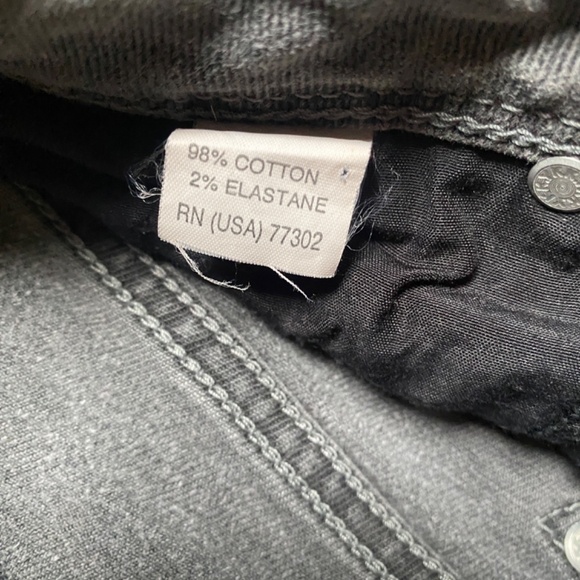 98% COTTON
2% ELASTANE
RN (USA) 77302